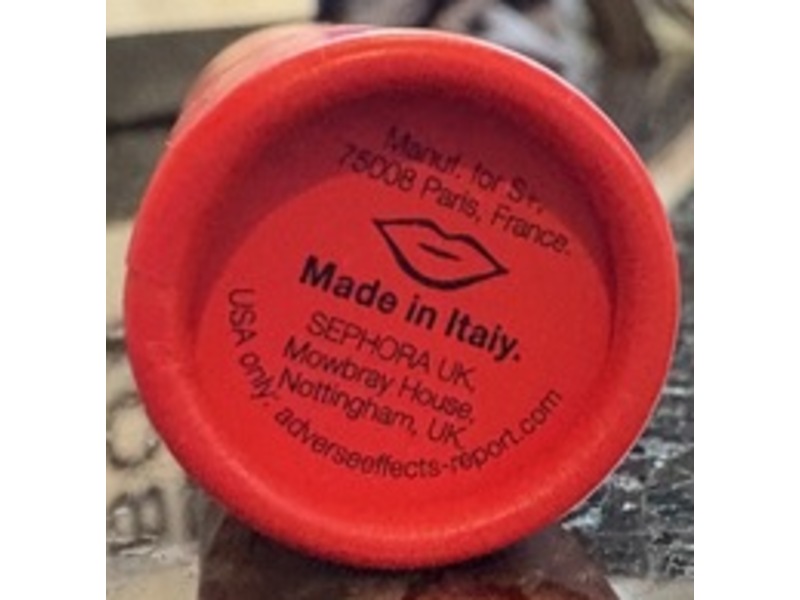 Manuf. for S+,
75008 Paris, France.
Made in Italy.
SEPHORA UK,
Mowbray House,
Nottingham, UK
USA only: adverseeffects-report.com